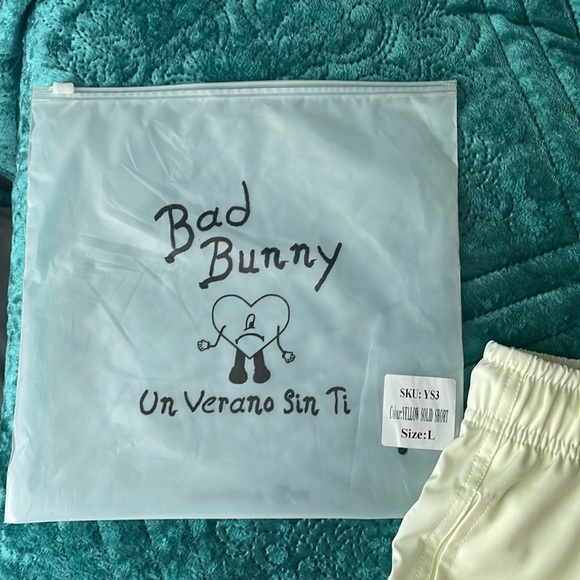 Bad
Bunny
Un Verano Sin Ti
SKU: YS3
Color:YELLOW SOLID SHORT
Size:L